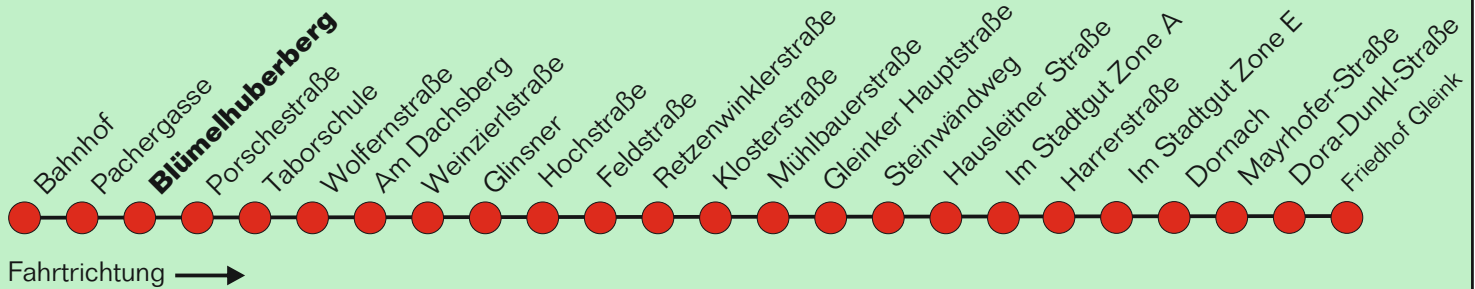 Bahnhof
Pachergasse
Blümelhuberberg
Porschestraße
Taborschule
Wolfernstraße
Am Dachsberg
Weinzierlstraße
Glinsner
Hochstraße
Feldstraße
Retzenwinklerstraße
Klosterstraße
Mühlbauerstraße
Gleinker Hauptstraße
Steinwändweg
Hausleitner Straße
Im Stadtgut Zone A
Harrerstraße
Im Stadtgut Zone E
Dornach
Mayrhofer-Straße
Dora-Dunkl-Straße
Friedhof Gleink
Fahrtrichtung